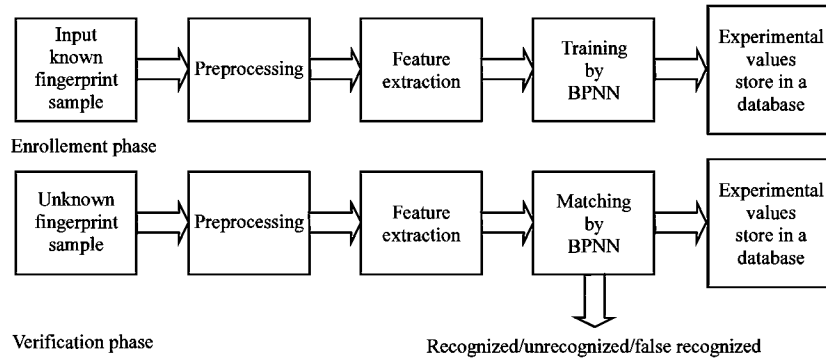 Input
known
fingerprint
sample
Preprocessing
Feature
extraction
Training
by
BPNN
Experimental
values
store in a
database
Enrollement phase
Unknown
fingerprint
sample
Preprocessing
Feature
extraction
Matching
by
BPNN
Experimental
values
store in a
database
Verification phase
Recognized/unrecognized/false recognized